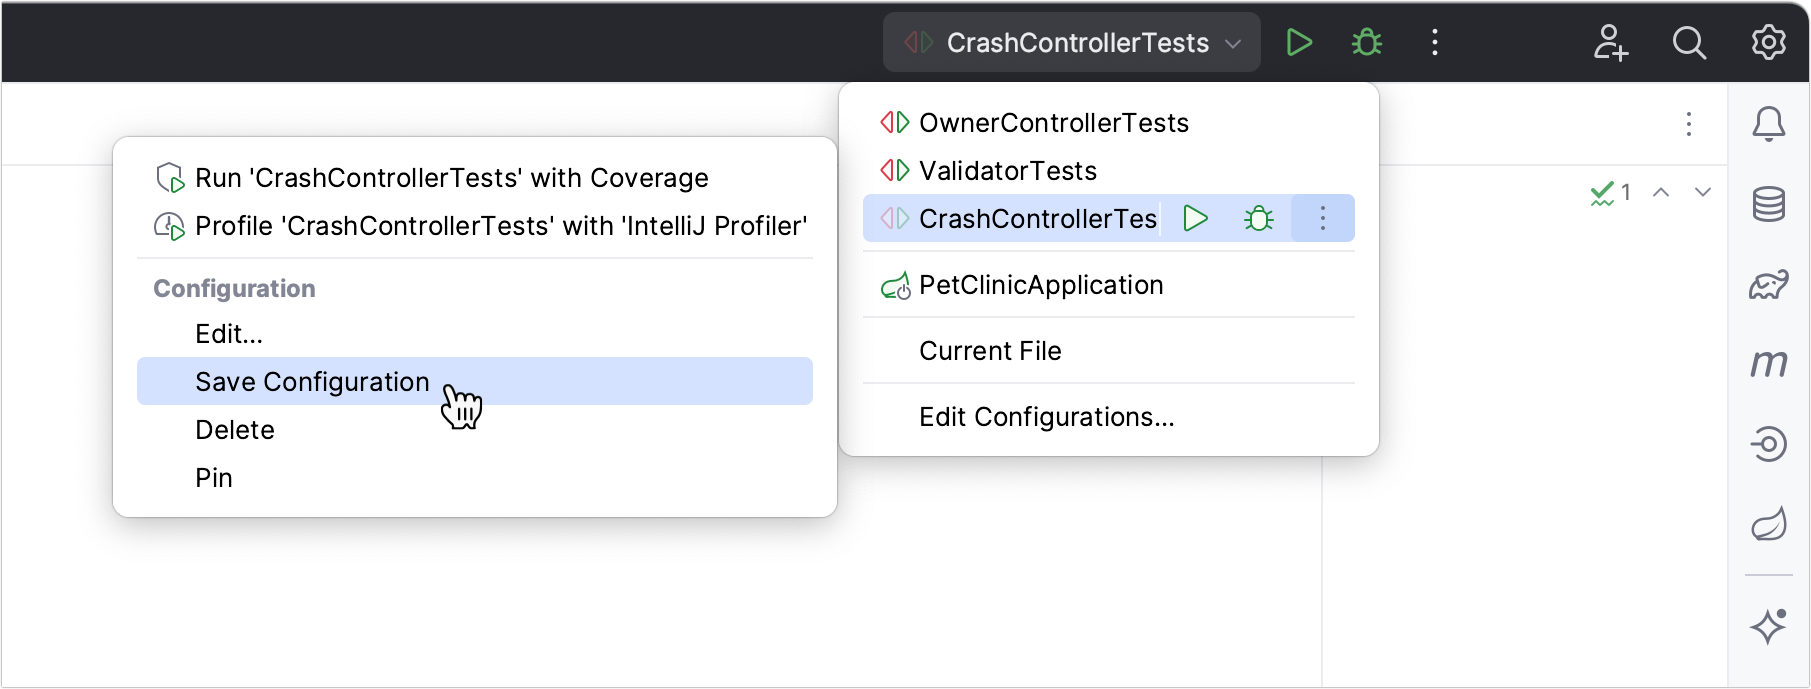 CrashControllerTests
OwnerControllerTests
ValidatorTests
CrashControllerTes
PetClinicApplication
Current File
Edit Configurations...
Run 'CrashControllerTests' with Coverage
Profile 'CrashControllerTests' with 'IntelliJ Profiler'
Configuration
Edit...
Save Configuration
Delete
Pin
1
m